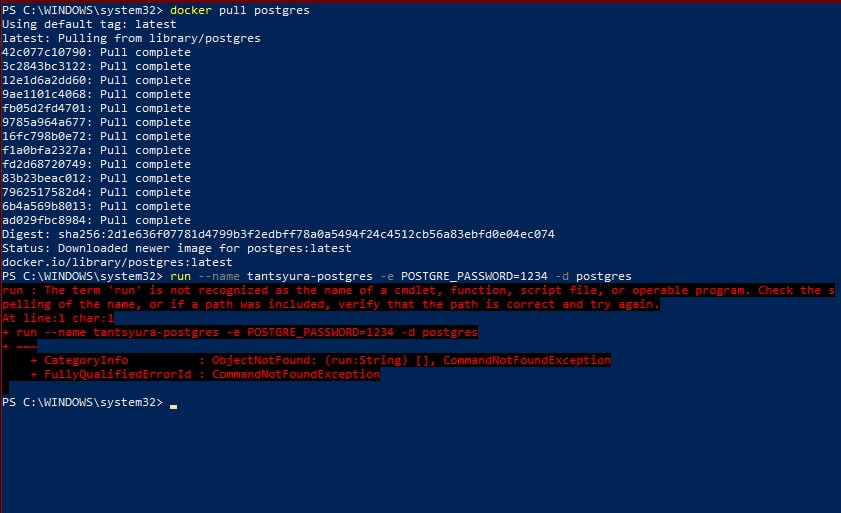 PS C:\WINDOWS\system32> docker pull postgres
Using default tag: latest
latest: Pulling from library/postgres
42c077c10790: Pull complete
3c2843bc3122: Pull complete
12e1d6a2dd60: Pull complete
9ae1101c4068: Pull complete
fb05d2fd4701: Pull complete
9785a964a677: Pull complete
16fc798b0e72: Pull complete
f1a0bfa2327a: Pull complete
fd2d68720749: Pull complete
83b23beac012: Pull complete
7962517582d4: Pull complete
6b4a569b8013: Pull complete
ad029fbc8984: Pull complete
Digest: sha256:2d1e636f07781d4799b3f2edbff78a0a5494f24c4512cb56a83ebfd0e04ec074
Status: Downloaded newer image for postgres:latest
docker.io/library/postgres:latest
PS C:\WINDOWS\system32> run --name tantsyura-postgres -e POSTGRE_PASSWORD=1234 -d postgres
run : The term 'run' is not recognized as the name of a cmdlet, function, script file, or operable program. Check the s
pelling of the name, or if a path was included, verify that the path is correct and try again.
At line:1 char:1
+ run --name tantsyura-postgres -e POSTGRE_PASSWORD=1234 -d postgres
+ ~~~
    + CategoryInfo          : ObjectNotFound: (run:String) [], CommandNotFoundException
    + FullyQualifiedErrorId : CommandNotFoundException
PS C:\WINDOWS\system32>